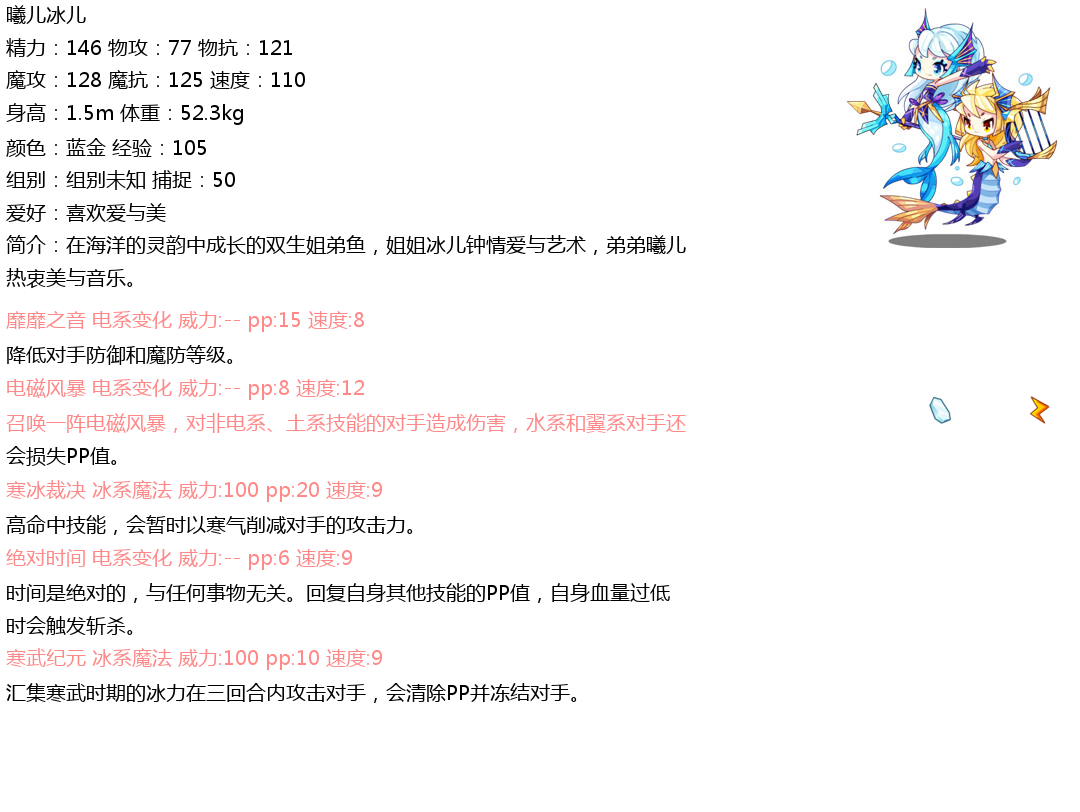 曦儿冰儿
精力：146 物攻：77 物抗：121
魔攻：128 魔抗：125 速度：110
身高：1.5m 体重：52.3kg
颜色：蓝金 经验：105
组别：组别未知 捕捉：50
爱好：喜欢爱与美
简介：在海洋的灵韵中成长的双生姐弟鱼，姐姐冰儿钟情爱与艺术，弟弟曦儿
热衷美与音乐。
靡靡之音 电系变化 威力:-- pp:15 速度:8
降低对手防御和魔防等级。
电磁风暴 电系变化 威力:-- pp:8 速度:12
召唤一阵电磁风暴，对非电系、土系技能的对手造成伤害，水系和翼系对手还
会损失PP值。
寒冰裁决 冰系魔法 威力:100 pp:20 速度:9
高命中技能，会暂时以寒气削减对手的攻击力。
绝对时间 电系变化 威力:-- pp:6 速度:9
时间是绝对的，与任何事物无关。回复自身其他技能的PP值，自身血量过低
时会触发斩杀。
寒武纪元 冰系魔法 威力:100 pp:10 速度:9
汇集寒武时期的冰力在三回合内攻击对手，会清除PP并冻结对手。